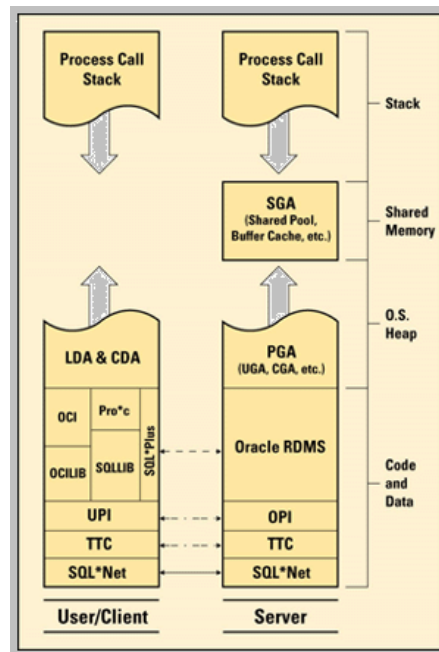 Process Call
Stack
Process Call
Stack
Stack
SGA
(Shared Pool,
Buffer Cache, etc.)
Shared
Memory
O.S.
Heap
LDA & CDA
PGA
(UGA, CGA, etc.)
OCI
Pro*c
SQL*Plus
OCILIB
SQLLIB
Oracle RDMS
Code
and
Data
UPI
OPI
TTC
TTC
SQL*Net
SQL*Net
User/Client
Server